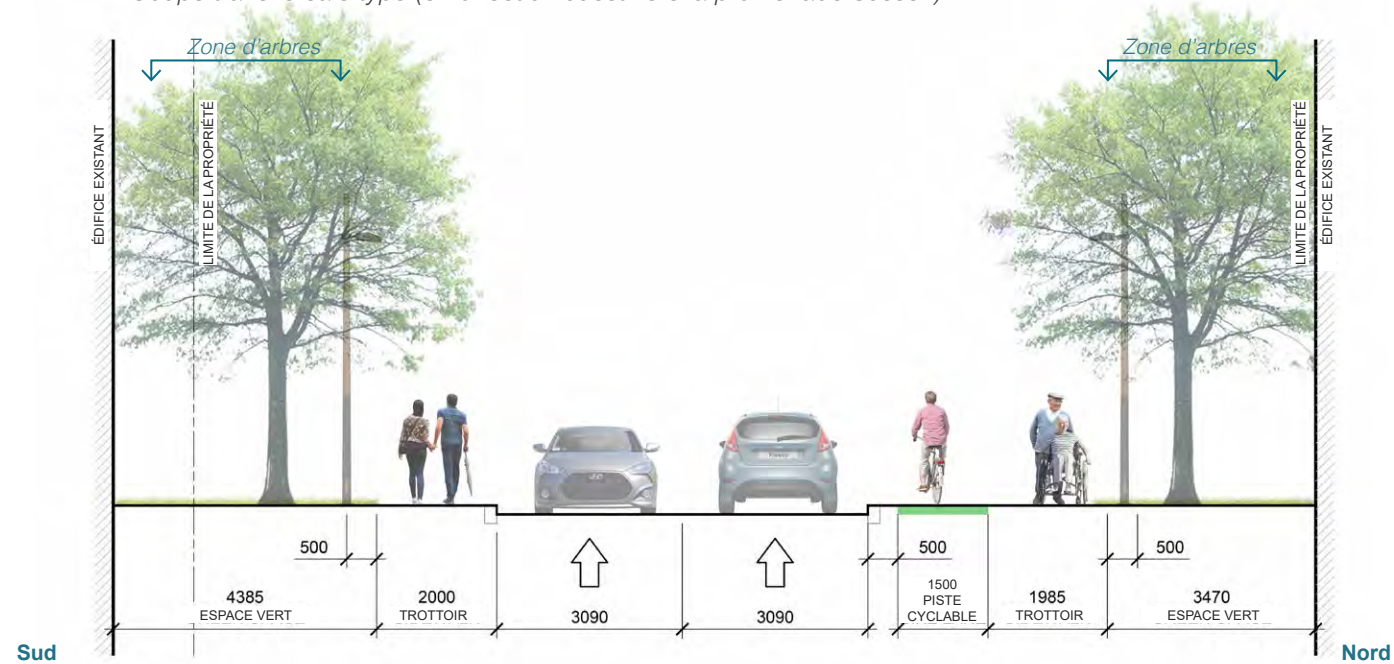 Zone d'arbres
Zone d'arbres
ÉDIFICE EXISTANT
LIMITE DE LA PROPRIÉTÉ
LIMITE DE LA PROPRIÉTÉ
ÉDIFICE EXISTANT
500
500
500
4385
ESPACE VERT
2000
TROTTOIR
3090
3090
1500
PISTE
CYCLABLE
1985
TROTTOIR
3470
ESPACE VERT
Sud
Nord